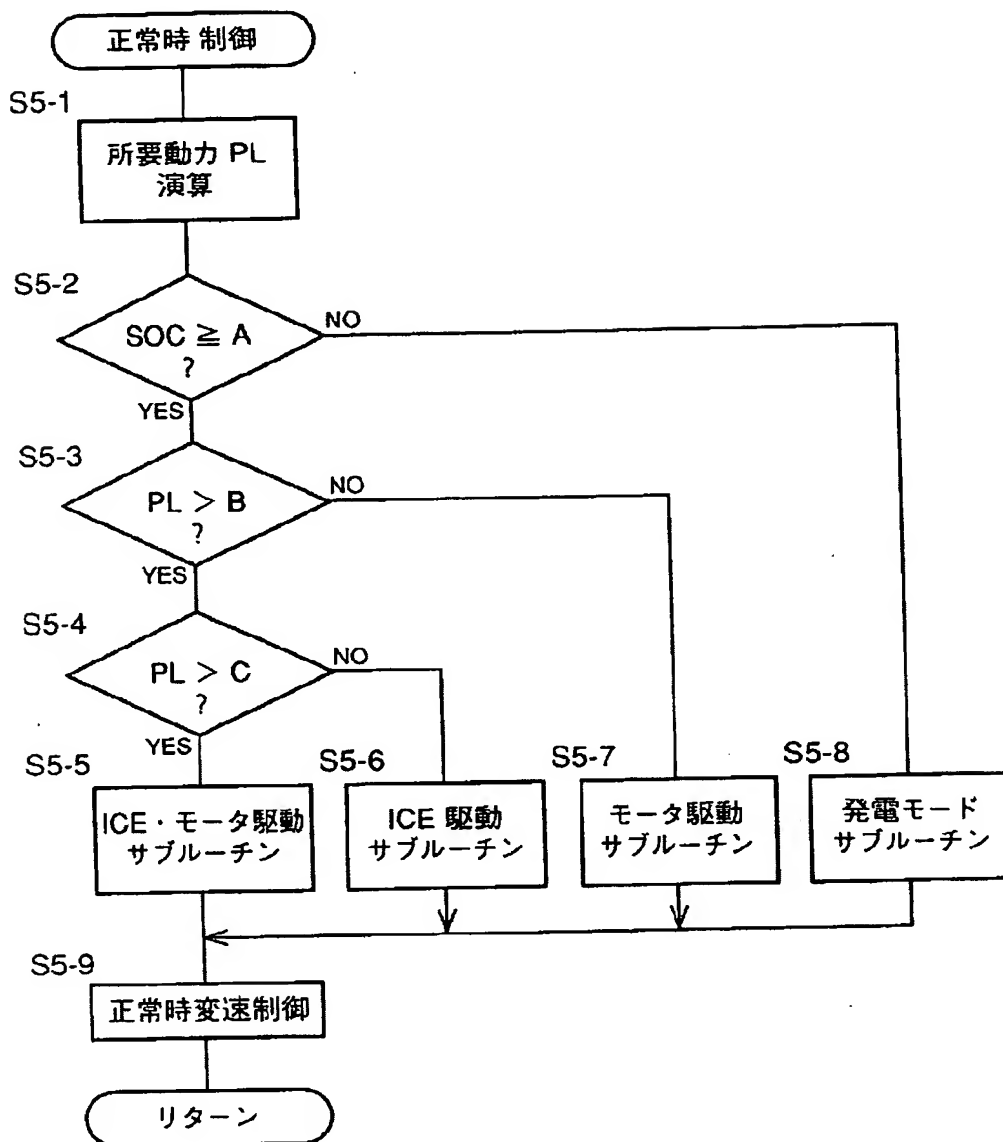 正常時 制御
S5-1
所要動力 PL
演算
S5-2
SOC ≧ A
?
NO
YES
S5-3
PL > B
?
NO
YES
S5-4
PL > C
?
NO
YES
S5-5
ICE・モータ駆動
サブルーチン
S5-6
ICE 駆動
サブルーチン
S5-7
モータ駆動
サブルーチン
S5-8
発電モード
サブルーチン
S5-9
正常時変速制御
リターン